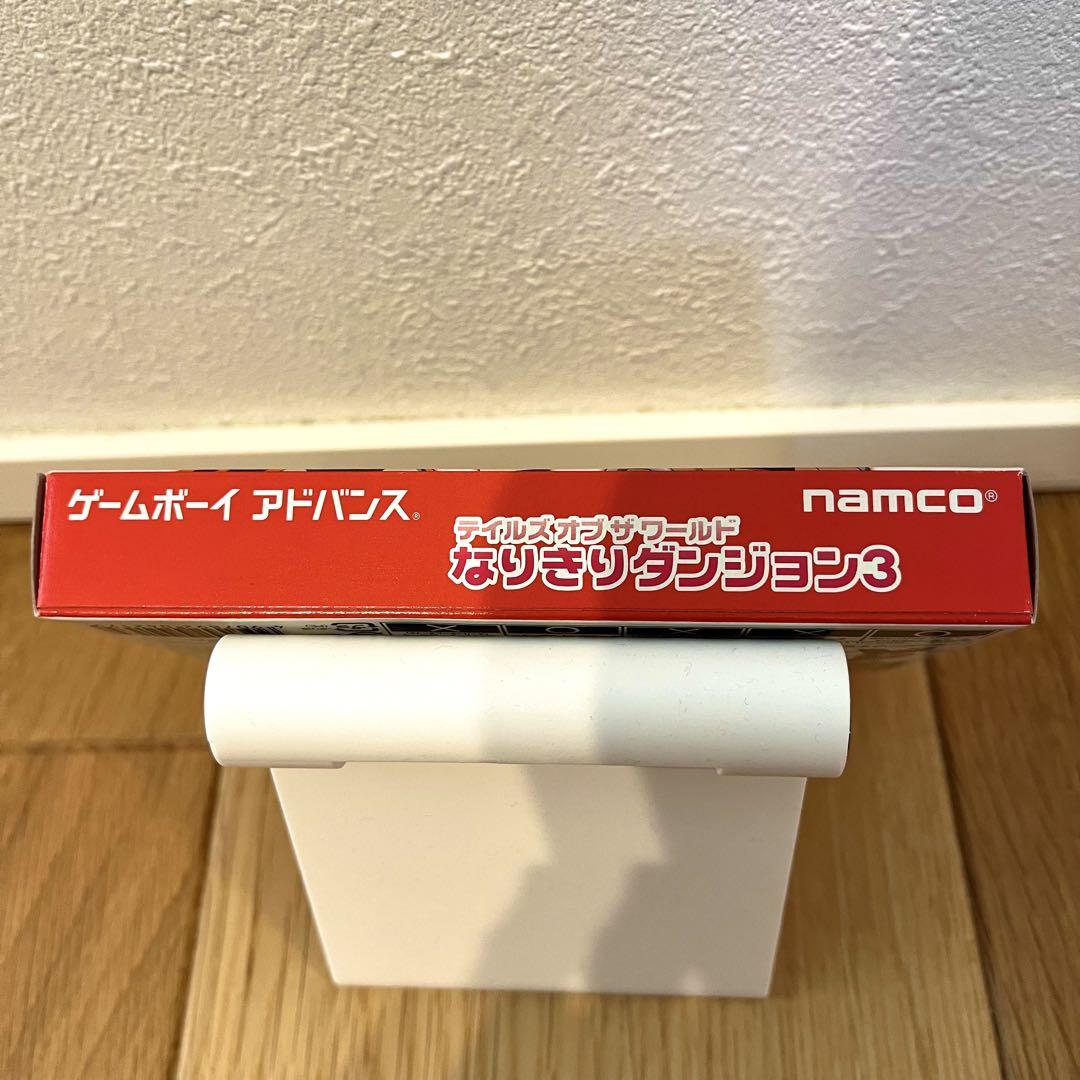 ゲームボーイ アドバンス®
namco®
テイルズ オブ ザ ワールド
なりきりダンジョン3